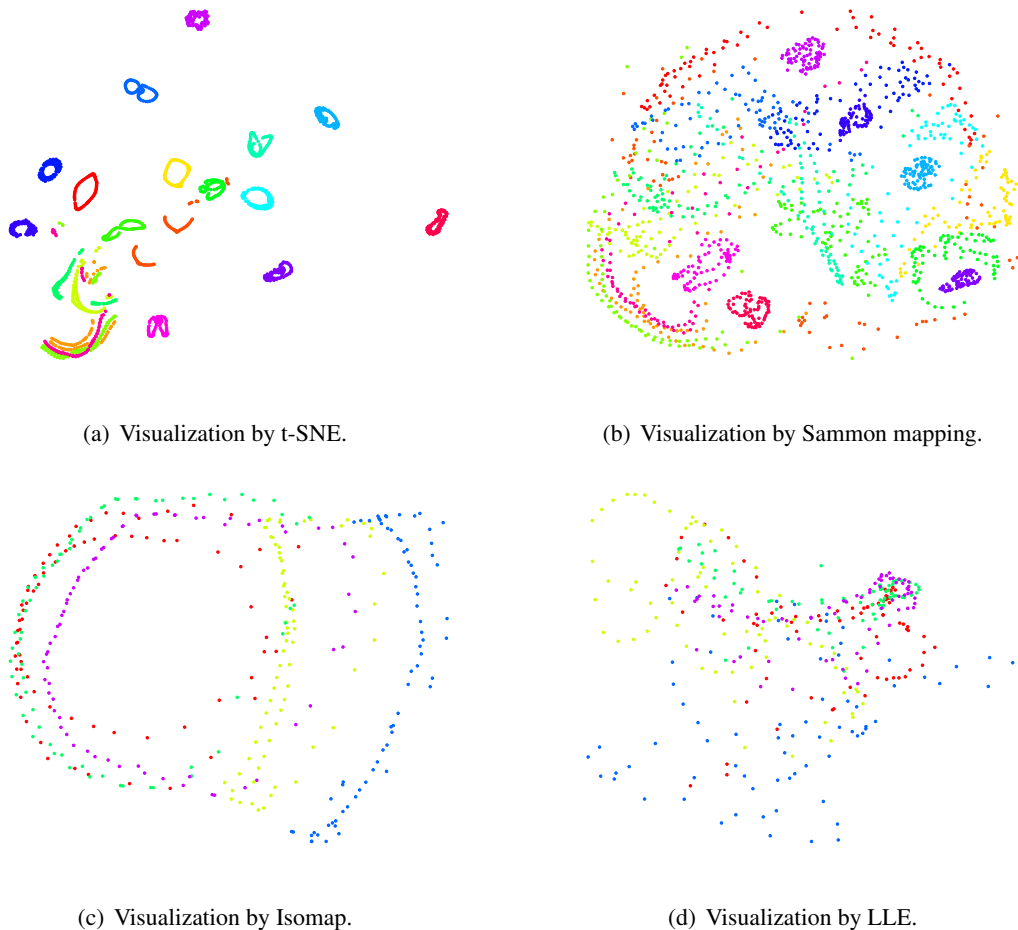 (a) Visualization by t-SNE.
(b) Visualization by Sammon mapping.
(c) Visualization by Isomap.
(d) Visualization by LLE.